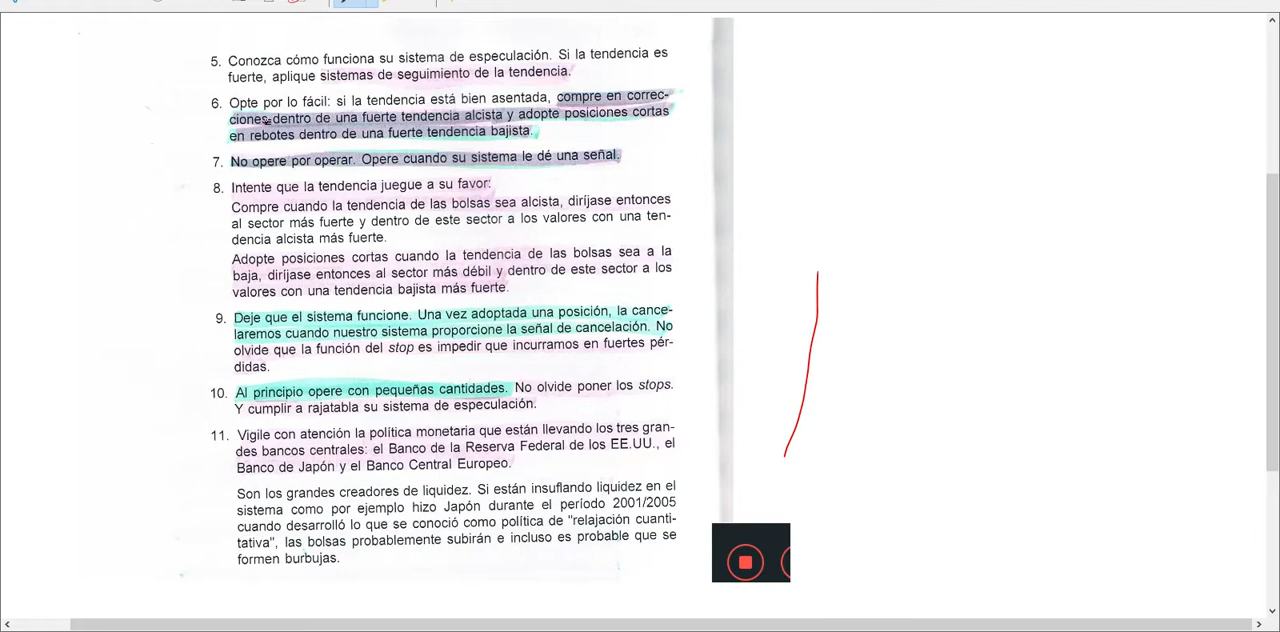 5. Conozca cómo funciona su sistema de especulación. Si la tendencia es
fuerte, aplique sistemas de seguimiento de la tendencia.
6. Opte por lo fácil: si la tendencia está bien asentada, compre en correc-
ciones dentro de una fuerte tendencia alcista y adopte posiciones cortas
en rebotes dentro de una fuerte tendencia bajista.
7. No opere por operar. Opere cuando su sistema le dé una señal.
8. Intente que la tendencia juegue a su favor:
Compre cuando la tendencia de las bolsas sea alcista, diríjase entonces
al sector más fuerte y dentro de este sector a los valores con una ten-
dencia alcista más fuerte.
Adopte posiciones cortas cuando la tendencia de las bolsas sea a la
baja, diríjase entonces al sector más débil y dentro de este sector a los
valores con una tendencia bajista más fuerte.
9. Deje que el sistema funcione. Una vez adoptada una posición, la cance-
laremos cuando nuestro sistema proporcione la señal de cancelación. No
olvide que la función del stop es impedir que incurramos en fuertes pér-
didas.
10. Al principio opere con pequeñas cantidades. No olvide poner los stops.
Y cumplir a rajatabla su sistema de especulación.
11. Vigile con atención la política monetaria que están llevando los tres gran-
des bancos centrales: el Banco de la Reserva Federal de los EE.UU., el
Banco de Japón y el Banco Central Europeo.
Son los grandes creadores de liquidez. Si están insuflando liquidez en el
sistema como por ejemplo hizo Japón durante el período 2001/2005
cuando desarrolló lo que se conoció como política de "relajación cuanti-
tativa", las bolsas probablemente subirán e incluso es probable que se
formen burbujas.